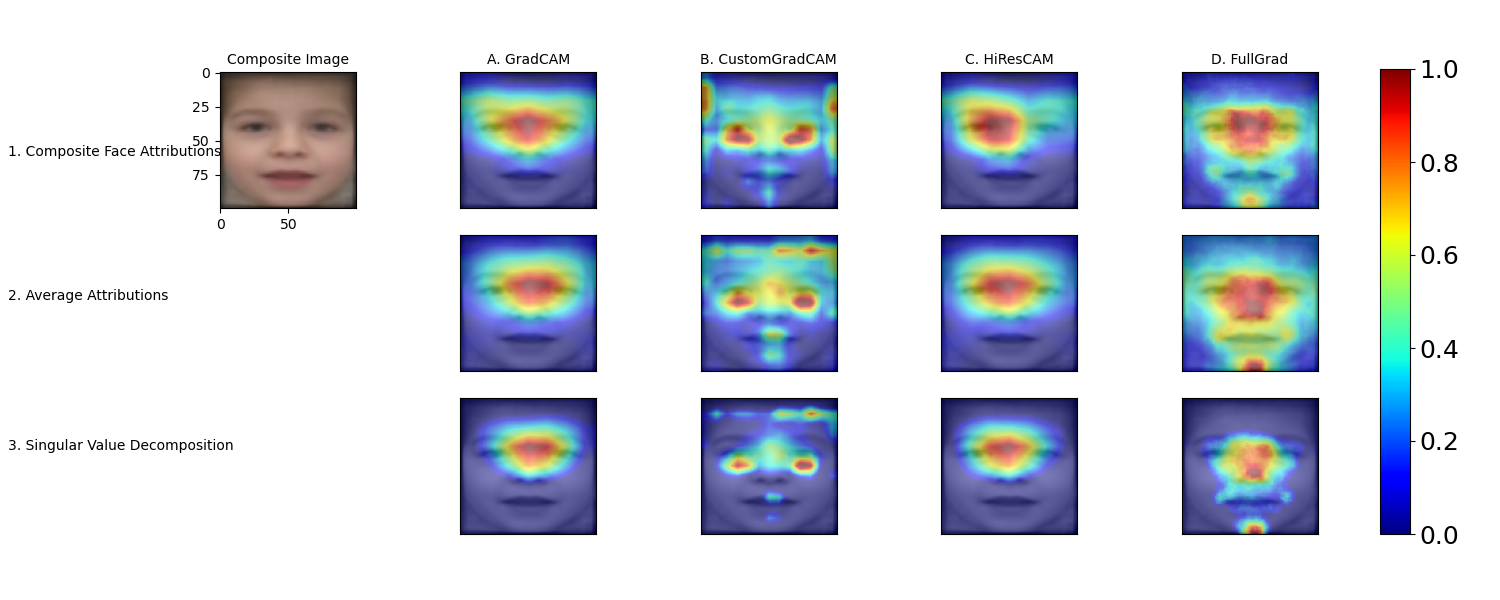 Composite Image
A. GradCAM
B. CustomGradCAM
C. HiResCAM
D. FullGrad
0
25
50
75
0
50
1. Composite Face Attributions
2. Average Attributions
3. Singular Value Decomposition
1.0
0.8
0.6
0.4
0.2
0.0